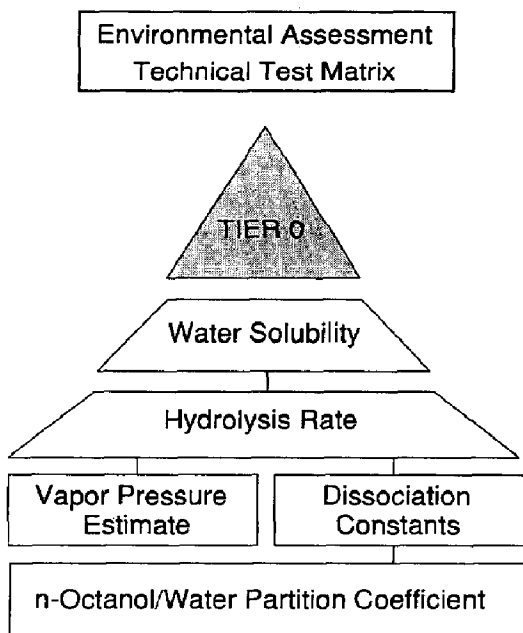 Environmental Assessment
Technical Test Matrix
TIER 0
Water Solubility
Hydrolysis Rate
Vapor Pressure
Estimate
Dissociation
Constants
n-Octanol/Water Partition Coefficient